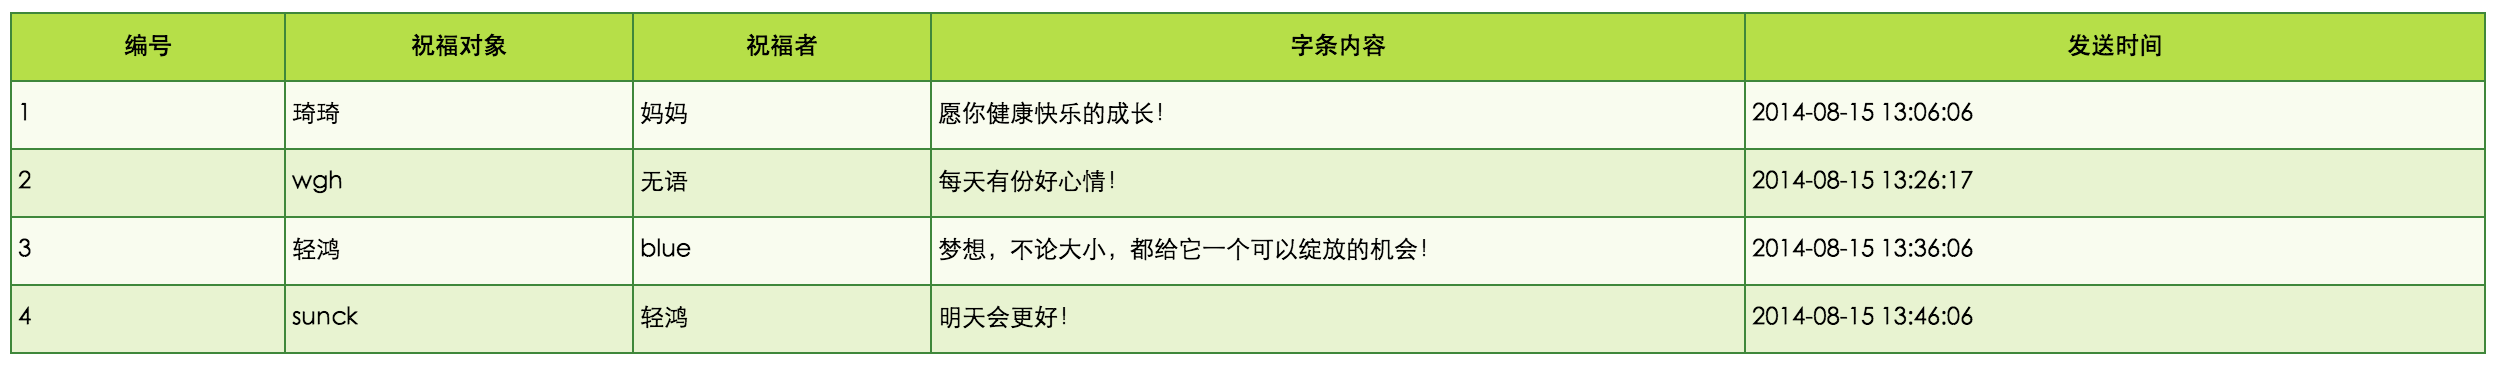 编号 祝福对象 祝福者 字条内容 发送时间
1 琦琦 妈妈 愿你健康快乐的成长！ 2014-08-15 13:06:06
2 wgh 无语 每天有份好心情！ 2014-08-15 13:26:17
3 轻鸿 blue 梦想，不论大小，都给它一个可以绽放的机会！ 2014-08-15 13:36:06
4 sunck 轻鸿 明天会更好！ 2014-08-15 13:46:06